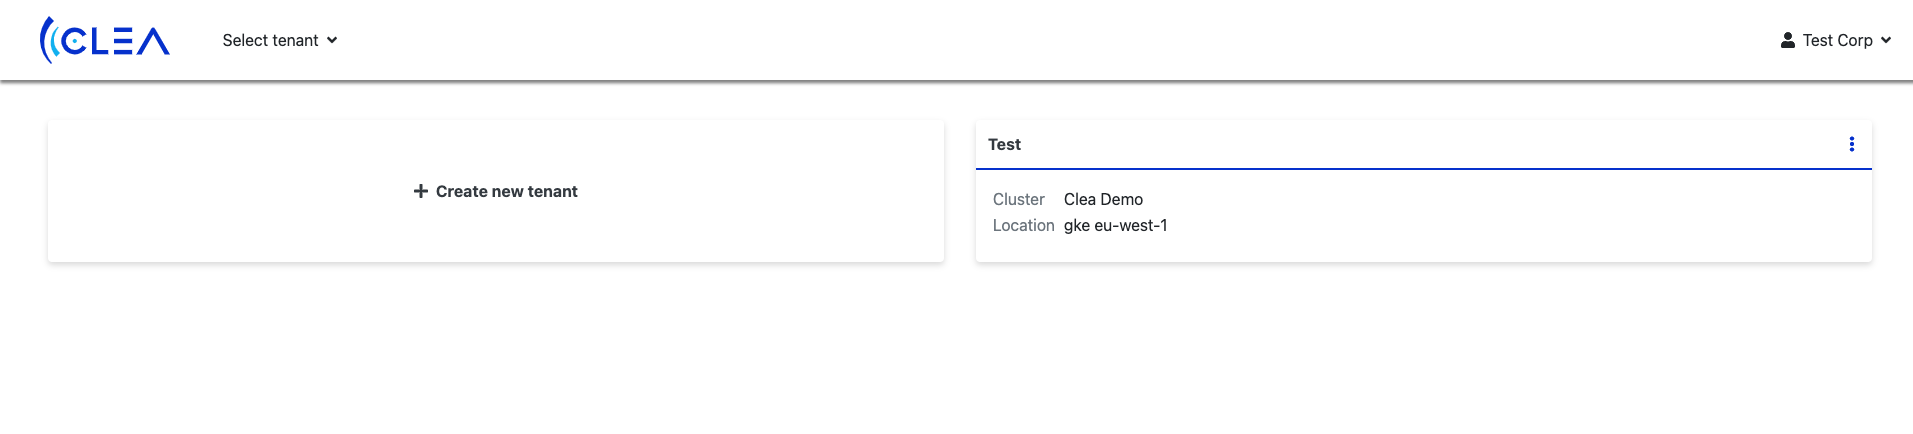 CLEA
Select tenant
Test Corp
Create new tenant
Test
Cluster Clea Demo
Location gke eu-west-1